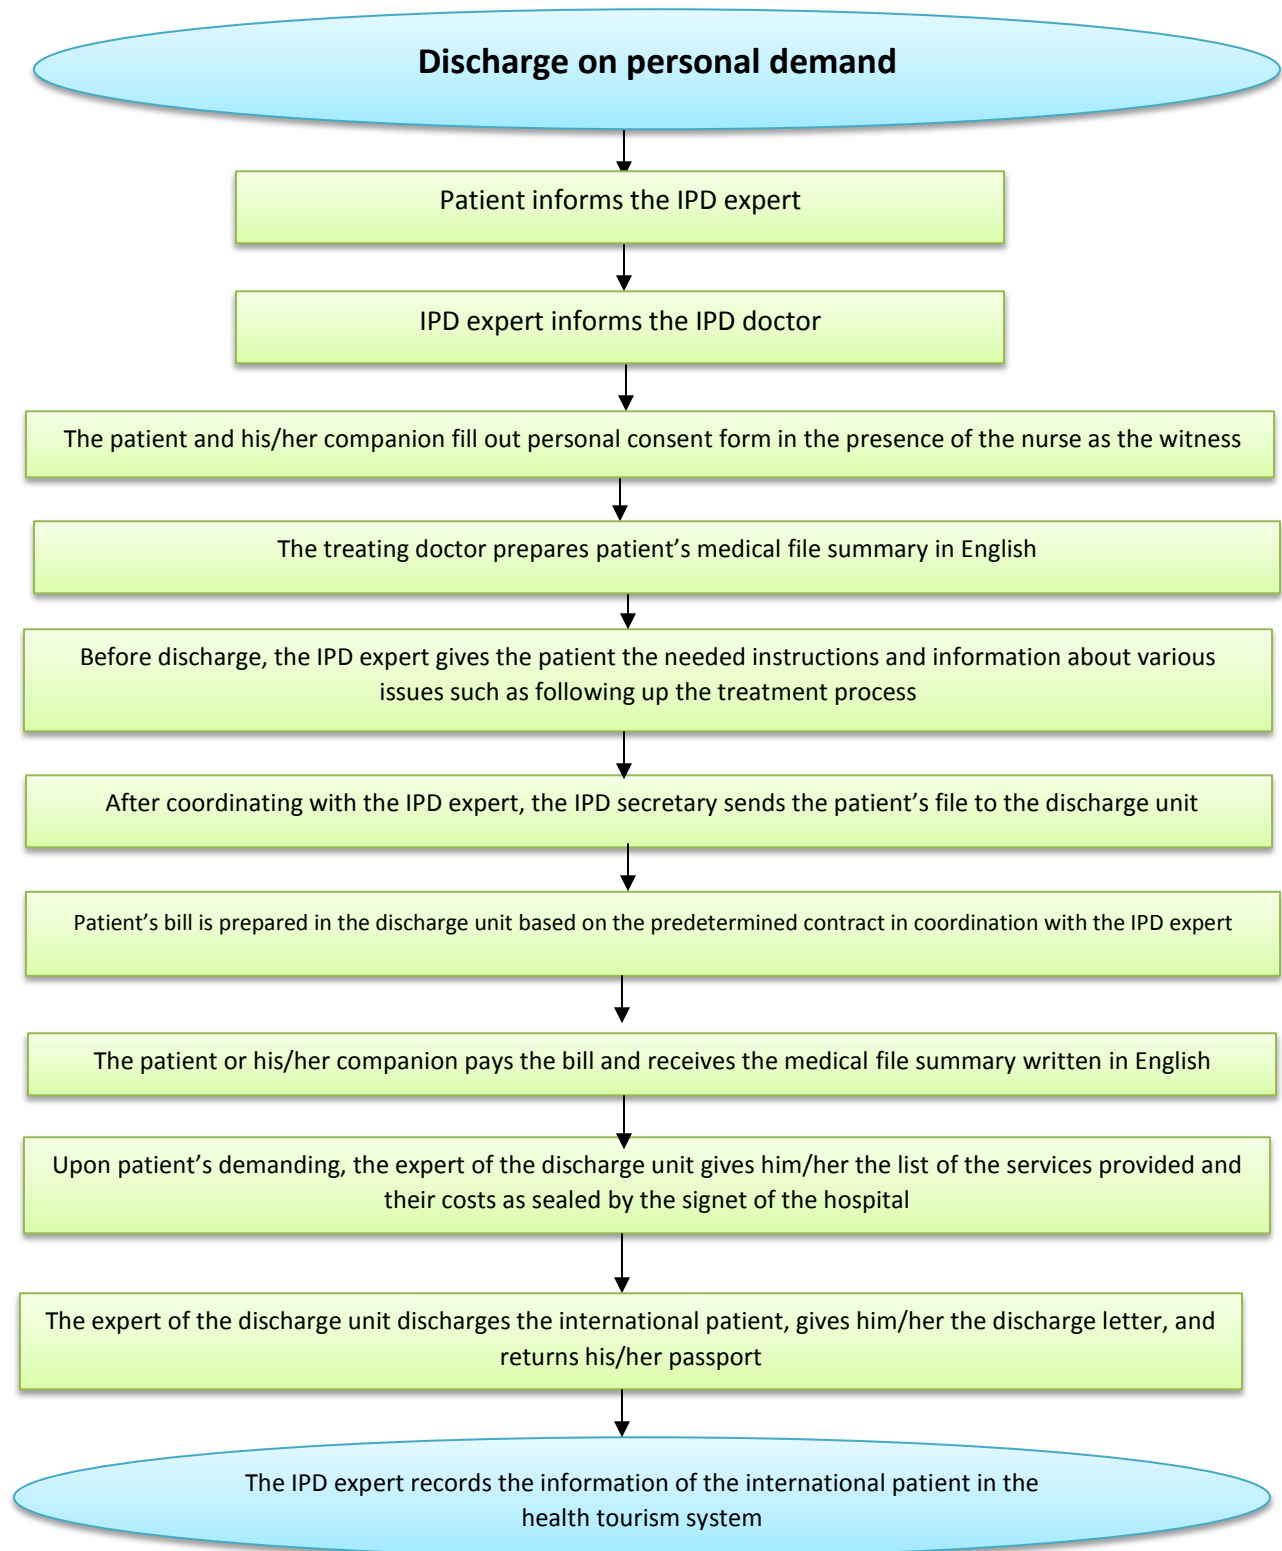 Discharge on personal demand
Patient informs the IPD expert
IPD expert informs the IPD doctor
The patient and his/her companion fill out personal consent form in the presence of the nurse as the witness
The treating doctor prepares patient’s medical file summary in English
Before discharge, the IPD expert gives the patient the needed instructions and information about various
issues such as following up the treatment process
After coordinating with the IPD expert, the IPD secretary sends the patient’s file to the discharge unit
Patient’s bill is prepared in the discharge unit based on the predetermined contract in coordination with the IPD expert
The patient or his/her companion pays the bill and receives the medical file summary written in English
Upon patient’s demanding, the expert of the discharge unit gives him/her the list of the services provided and
their costs as sealed by the signet of the hospital
The expert of the discharge unit discharges the international patient, gives him/her the discharge letter, and
returns his/her passport
The IPD expert records the information of the international patient in the
health tourism system